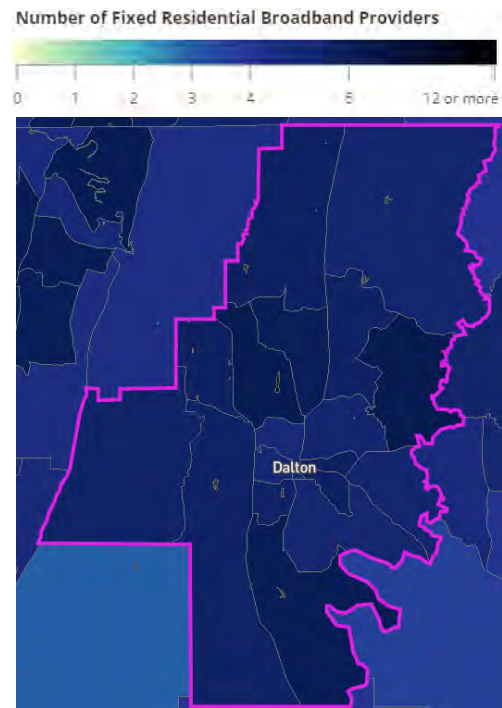 Number of Fixed Residential Broadband Providers
0 1 2 3 4 6 12 or more
Dalton